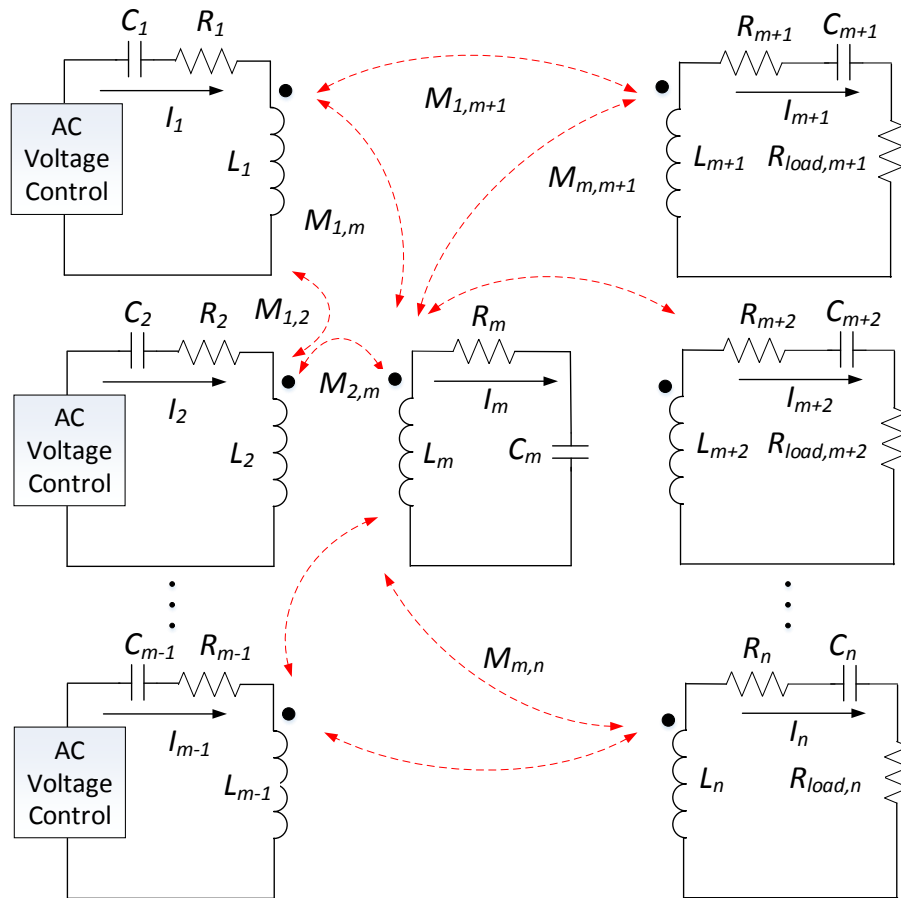 C1 R1
I1
AC
Voltage
Control
L1
M1,m+1
Mm,m+1
M1,m
Rm+1 Cm+1
Im+1
Lm+1 Rload,m+1
C2 R2
M1,2
I2
AC
Voltage
Control
L2
M2,m
Rm
Im
Lm Cm
Rm+2 Cm+2
Im+2
Lm+2 Rload,m+2
Cm-1 Rm-1
Im-1
AC
Voltage
Control
Lm-1
Mm,n
Rn Cn
In
Ln Rload,n